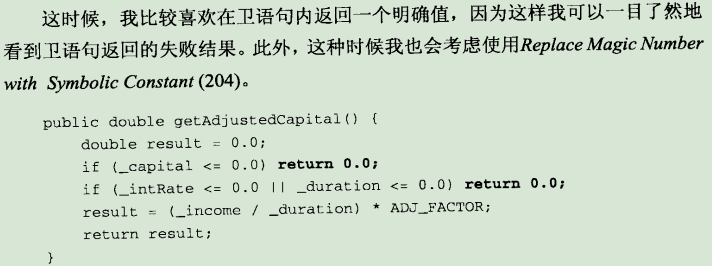 这时候，我比较喜欢在卫语句内返回一个明确值，因为这样我可以一目了然地
看到卫语句返回的失败结果。此外，这种时候我也会考虑使用Replace Magic Number
with Symbolic Constant (204)。
public double getAdjustedCapital() {
double result = 0.0;
if (_capital <= 0.0) return 0.0;
if (_intRate <= 0.0 || _duration <= 0.0) return 0.0;
result = (_income / _duration) * ADJ_FACTOR;
return result;
}